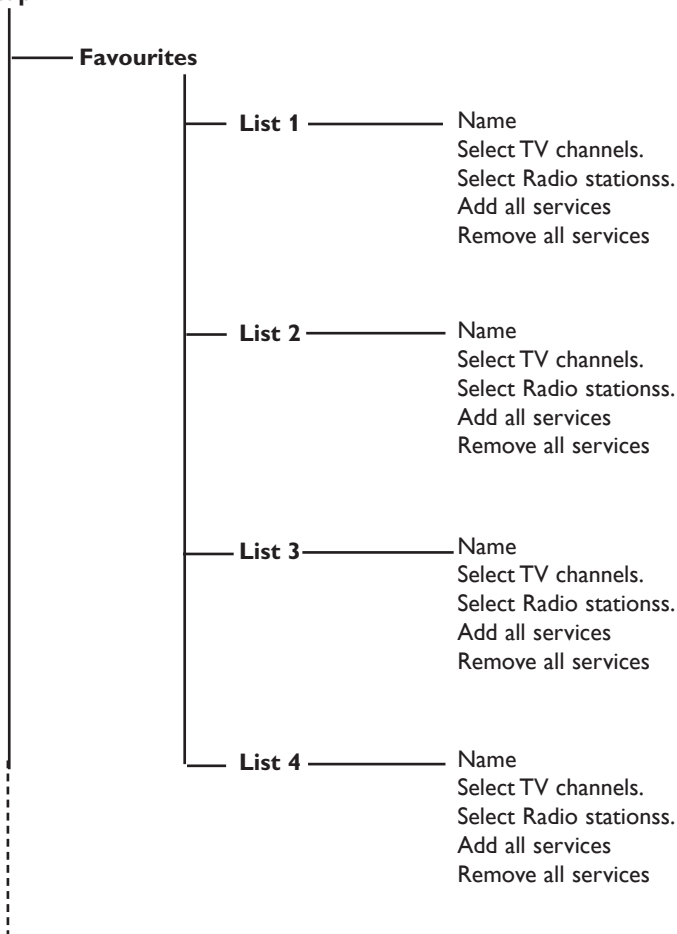 Favourites
List 1
Name
Select TV channels.
Select Radio stationss.
Add all services
Remove all services
List 2
Name
Select TV channels.
Select Radio stationss.
Add all services
Remove all services
List 3
Name
Select TV channels.
Select Radio stationss.
Add all services
Remove all services
List 4
Name
Select TV channels.
Select Radio stationss.
Add all services
Remove all services